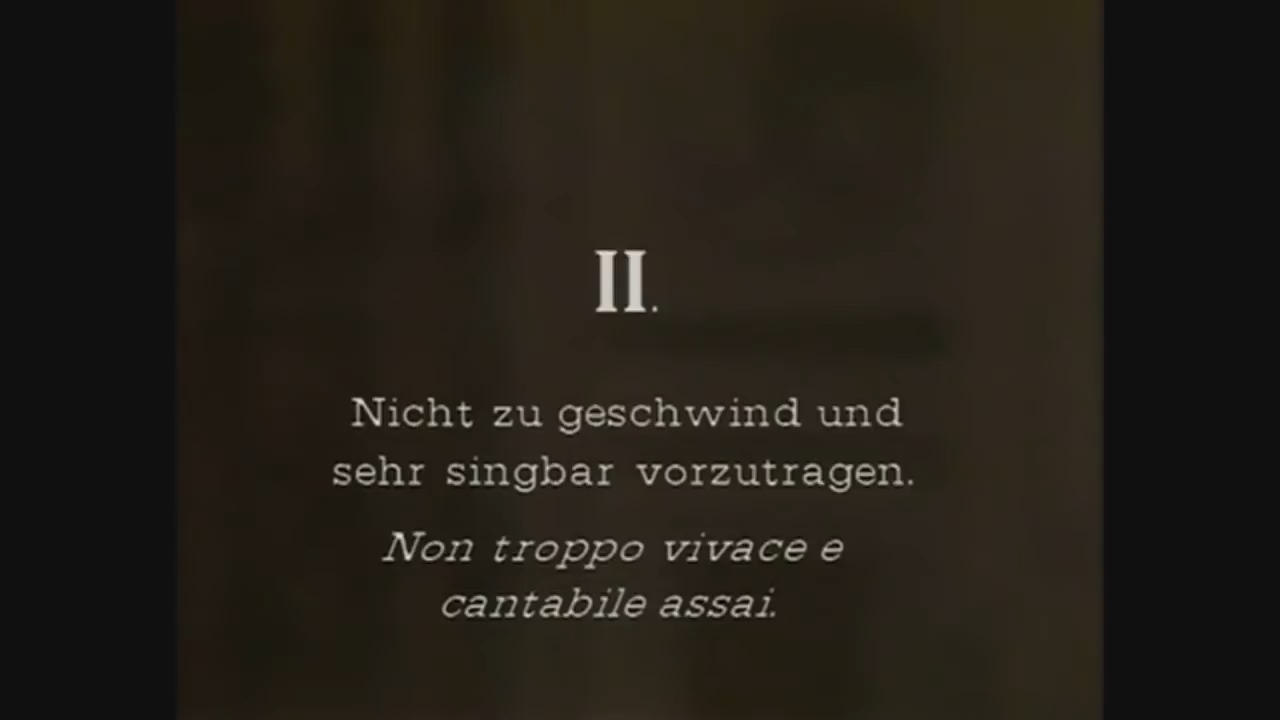 II.
Nicht zu geschwind und
sehr singbar vorzutragen.
Non troppo vivace e
cantabile assai.